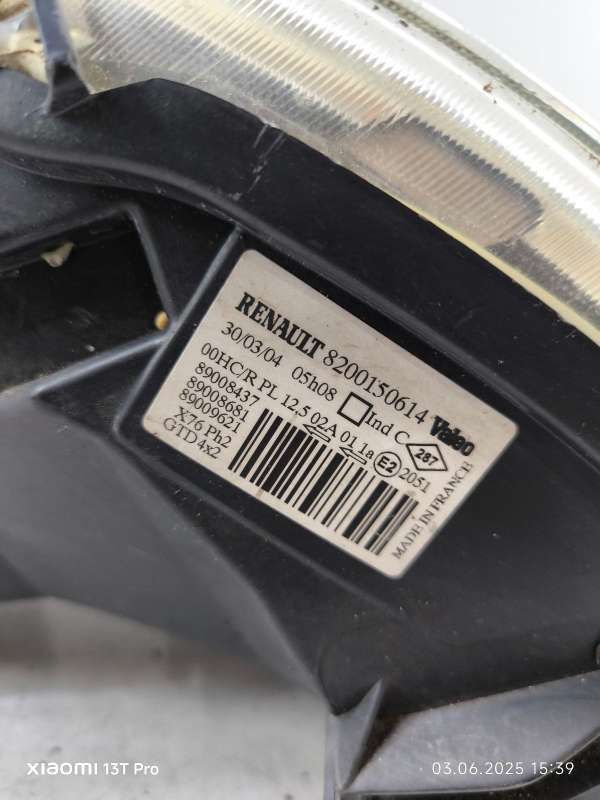 RENAULT 8200150614 Valeo
30/03/04 05h08 Ind C 287
00HC/R PL 12,5 02A 01 1a E2 2051
89008437
89008681
89009621
X76 Ph2
GTD 4x2
MADE IN FRANCE
XIAOMI 13T Pro
03.06.2025 15:39